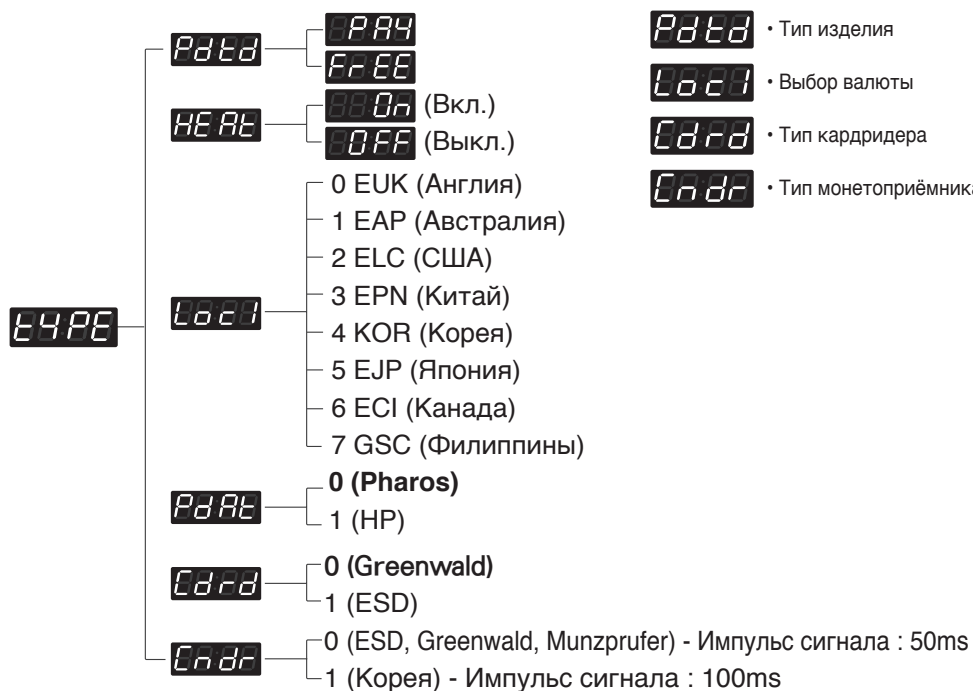 Pdtd
PAY
FrEE
HEAt
On (Вкл.)
OFF (Выкл.)
Loc1
0 EUK (Англия)
1 EAP (Австралия)
2 ELC (США)
3 EPN (Китай)
4 KOR (Корея)
5 EJP (Япония)
6 ECI (Канада)
7 GSC (Филиппины)
tYPE
PdAt
0 (Pharos)
1 (HP)
Cdrd
0 (Greenwald)
1 (ESD)
Cndr
0 (ESD, Greenwald, Munzprufer) - Импульс сигнала : 50ms
1 (Корея) - Импульс сигнала : 100ms
Pdtd • Тип изделия
Loc1 • Выбор валюты
Cdrd • Тип кардридера
Cndr • Тип монетоприёмника